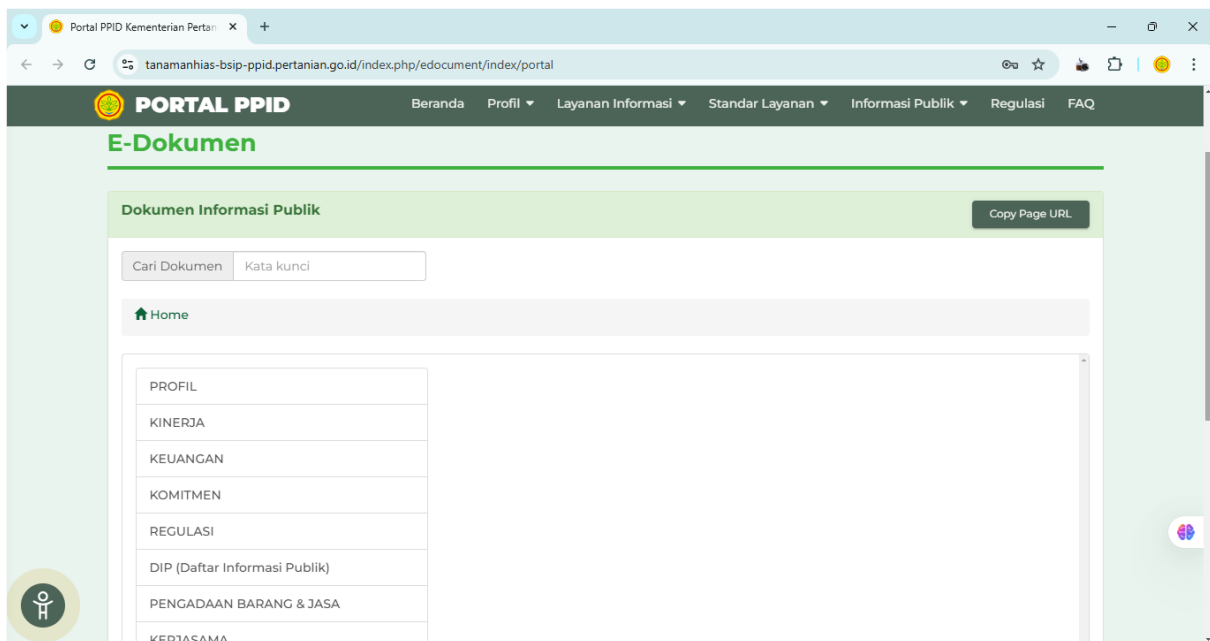 Portal PPID Kementerian Pertan
tanamanhias-bsip-ppid.pertanian.go.id/index.php/edocument/index/portal
PORTAL PPID Beranda Profil Layanan Informasi Standar Layanan Informasi Publik Regulasi FAQ
E-Dokumen
Dokumen Informasi Publik Copy Page URL
Cari Dokumen Kata kunci
Home
PROFIL
KINERJA
KEUANGAN
KOMITMEN
REGULASI
DIP (Daftar Informasi Publik)
PENGADAAN BARANG & JASA
KERJASAMA